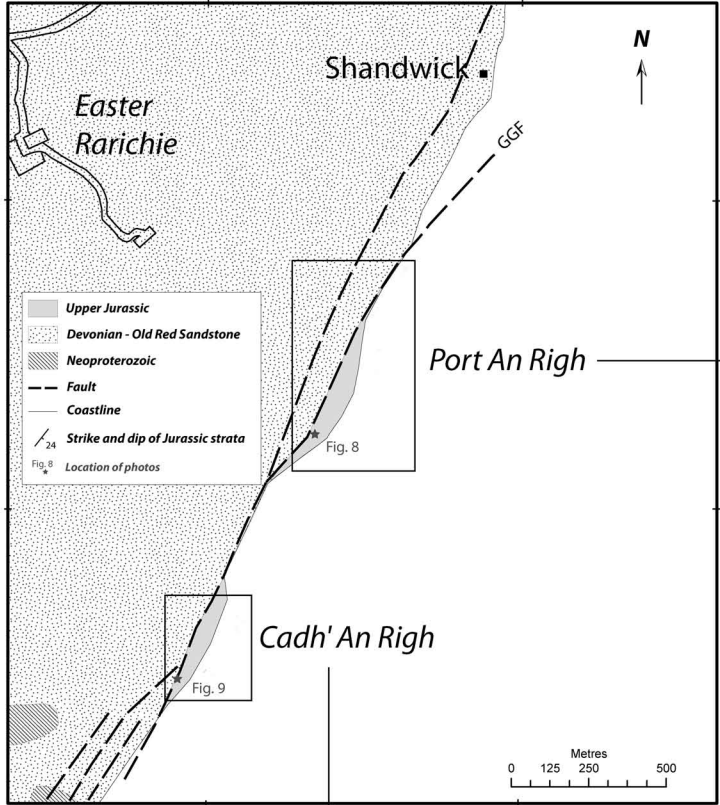 Shandwick
N
Easter
Rarichie
GGF
Upper Jurassic
Devonian - Old Red Sandstone
Neoproterozoic
Fault
Coastline
24 Strike and dip of Jurassic strata
Fig. 8 Location of photos
Port An Righ
Fig. 8
Cadh' An Righ
Fig. 9
Metres
0 125 250 500